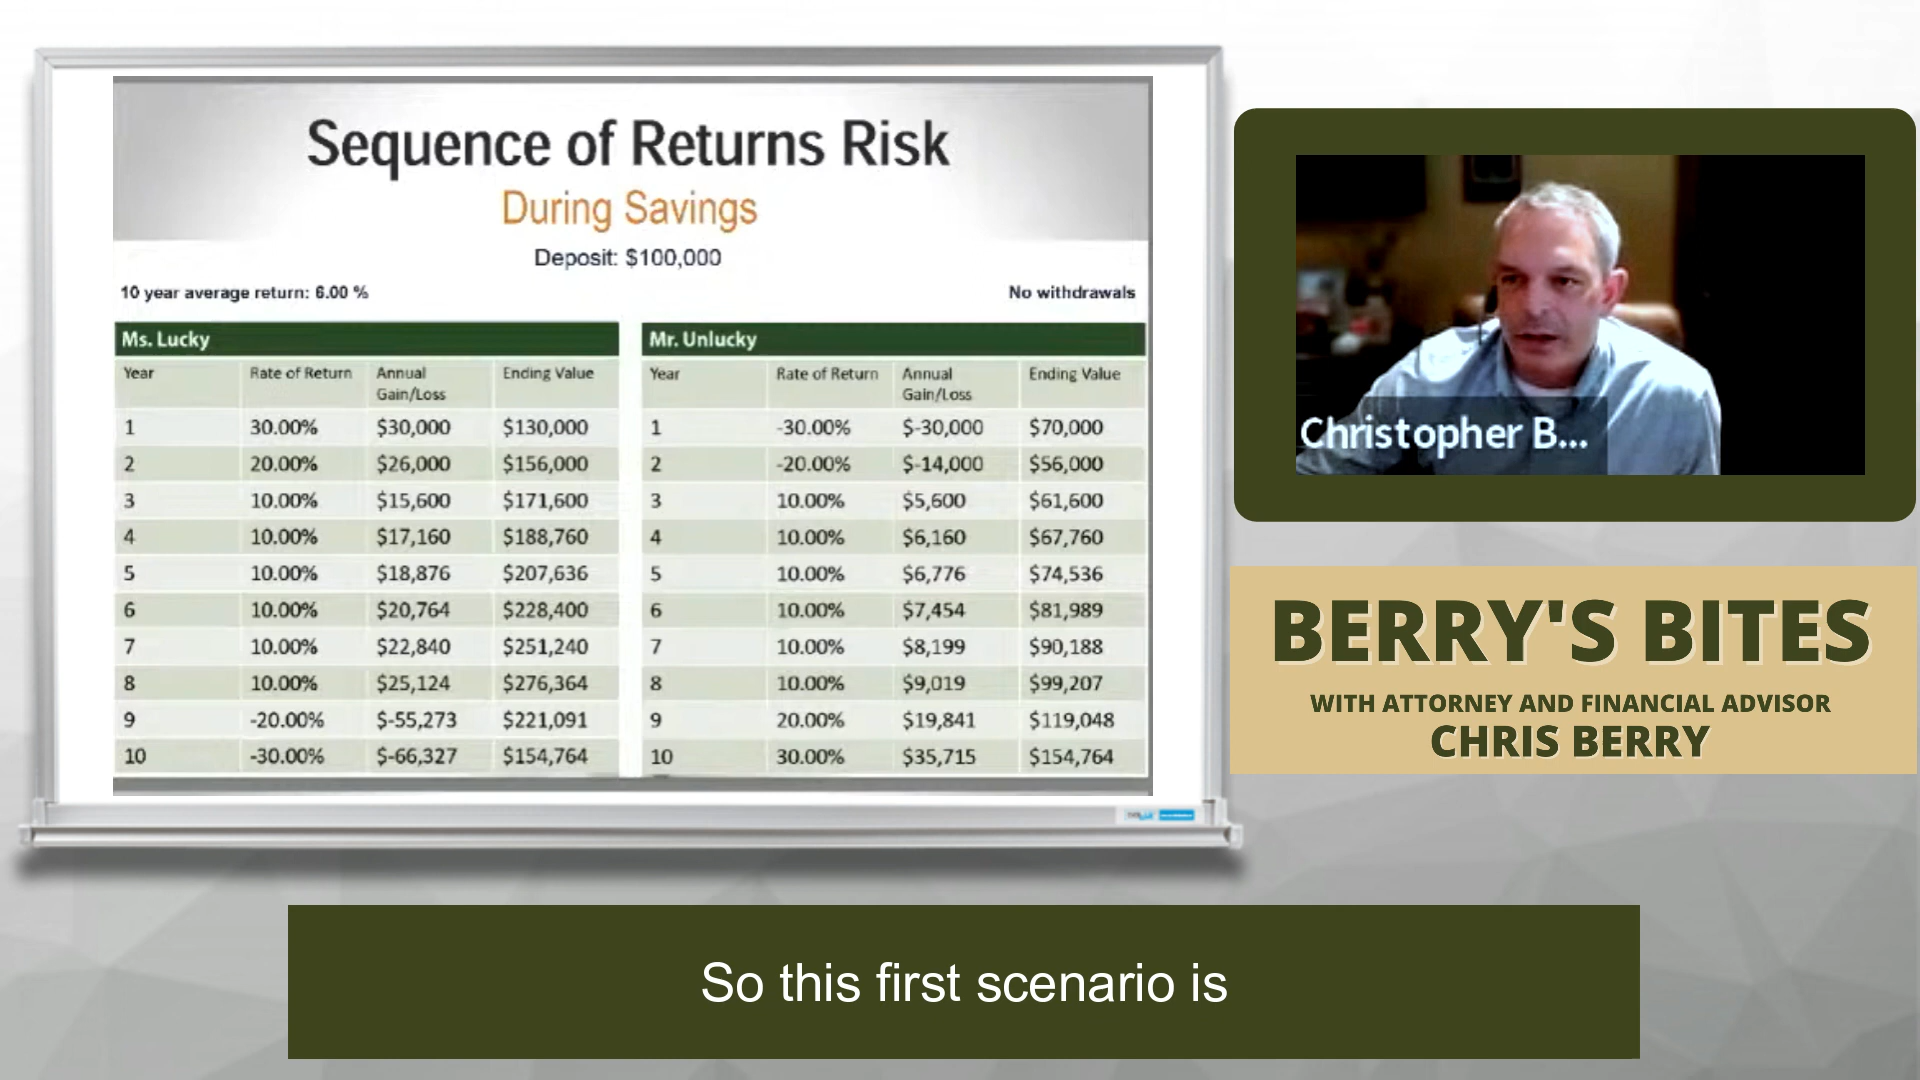 Sequence of Returns Risk
During Savings
Deposit: $100,000
10 year average return: 6.00 %
No withdrawals
Ms. Lucky
Year Rate of Return Annual Gain/Loss Ending Value
1 30.00% $30,000 $130,000
2 20.00% $26,000 $156,000
3 10.00% $15,600 $171,600
4 10.00% $17,160 $188,760
5 10.00% $18,876 $207,636
6 10.00% $20,764 $228,400
7 10.00% $22,840 $251,240
8 10.00% $25,124 $276,364
9 -20.00% $-55,273 $221,091
10 -30.00% $-66,327 $154,764
Mr. Unlucky
Year Rate of Return Annual Gain/Loss Ending Value
1 -30.00% $-30,000 $70,000
2 -20.00% $-14,000 $56,000
3 10.00% $5,600 $61,600
4 10.00% $6,160 $67,760
5 10.00% $6,776 $74,536
6 10.00% $7,454 $81,989
7 10.00% $8,199 $90,188
8 10.00% $9,019 $99,207
9 20.00% $19,841 $119,048
10 30.00% $35,715 $154,764
Christopher B...
BERRY'S BITES
WITH ATTORNEY AND FINANCIAL ADVISOR
CHRIS BERRY
So this first scenario is